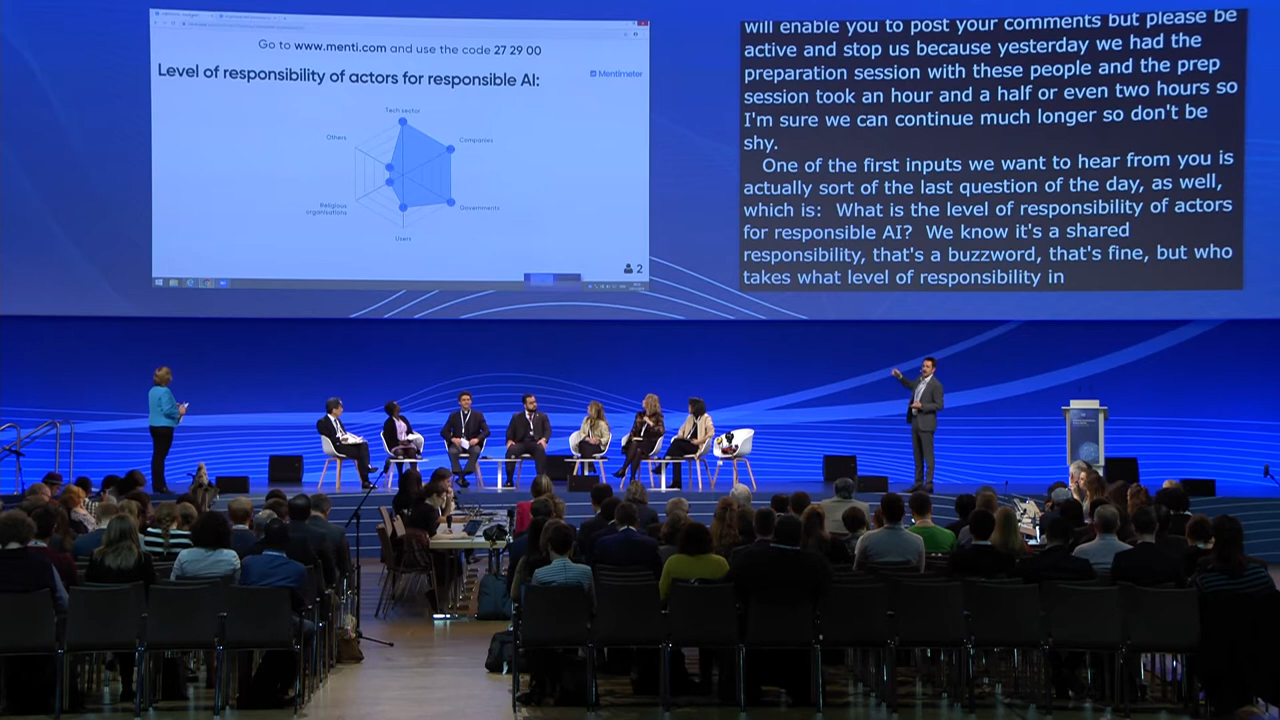 Go to www.menti.com and use the code 27 29 00
Level of responsibility of actors for responsible AI:
Mentimeter
Tech sector
Others
Companies
Religious
organisations
Governments
Users
2
will enable you to post your comments but please be
active and stop us because yesterday we had the
preparation session with these people and the prep
session took an hour and a half or even two hours so
I'm sure we can continue much longer so don't be
shy.
One of the first inputs we want to hear from you is
actually sort of the last question of the day, as well,
which is:  What is the level of responsibility of actors
for responsible AI?  We know it's a shared
responsibility, that's a buzzword, that's fine, but who
takes what level of responsibility in